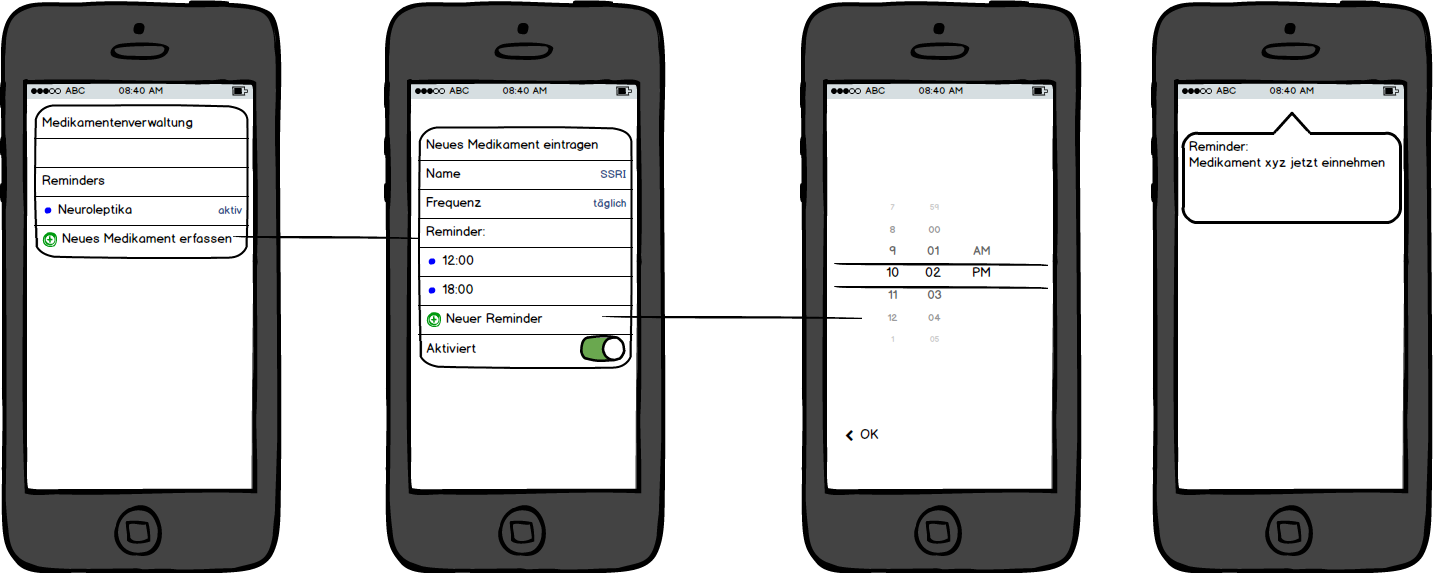 ABC 08:40 AM
Medikamentenverwaltung
Reminders
Neuroleptika aktiv
Neues Medikament erfassen
ABC 08:40 AM
Neues Medikament eintragen
Name SSRI
Frequenz täglich
Reminder:
12:00
18:00
Neuer Reminder
Aktiviert
ABC 08:40 AM
7 59
8 00
9 01 AM
10 02 PM
11 03
12 04
1 05
OK
ABC 08:40 AM
Reminder:
Medikament xyz jetzt einnehmen